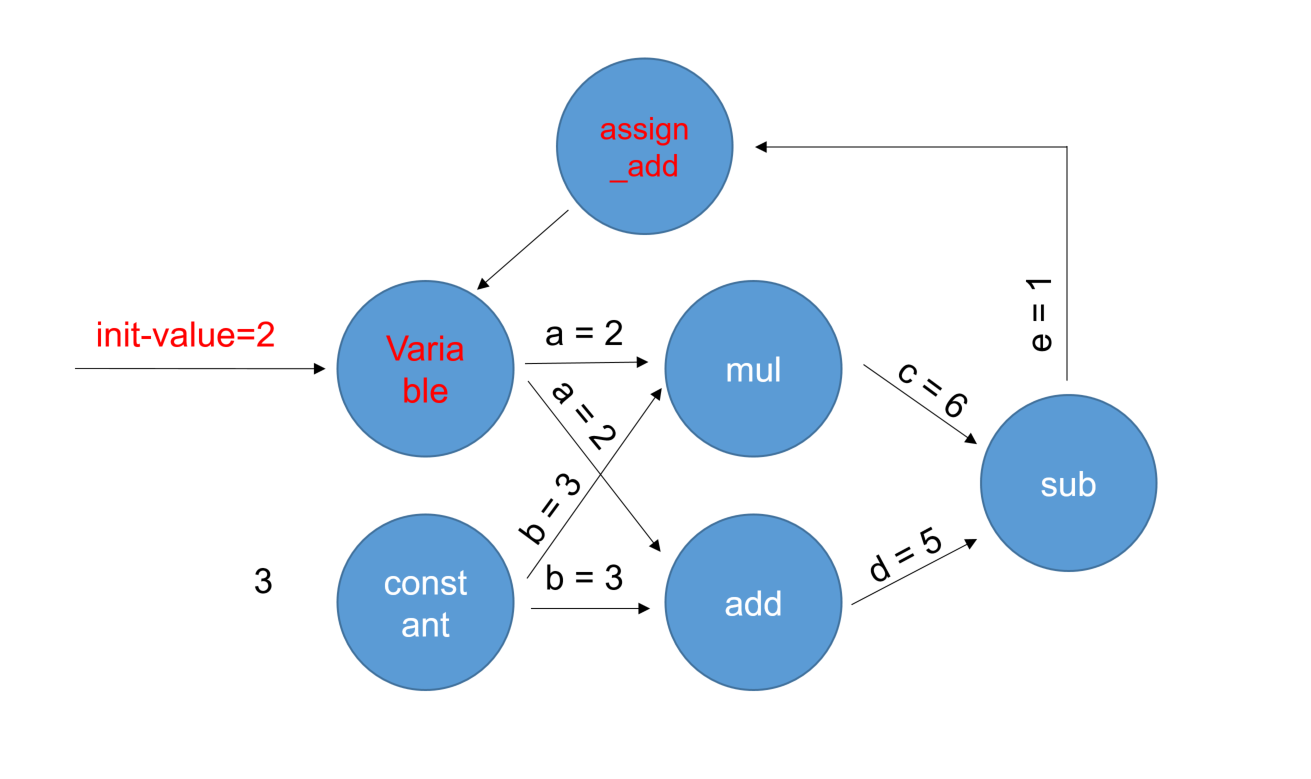 assign
_add
init-value=2
Varia
ble
a = 2
mul
a = 2
c = 6
e = 1
sub
b = 3
3
const
ant
b = 3
add
d = 5